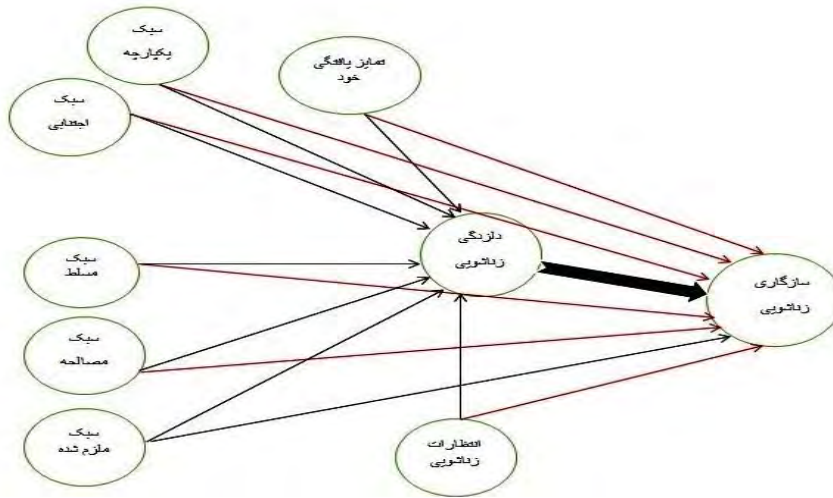 سبک
یکپارچه
تمایز یافتگی
خود
سبک
اجتنابی
دلزدگی
زناشویی
سبک
مسلط
سازگاری
زناشویی
سبک
مصالحه
سبک
ملزم شده
انتظارات
زناشویی